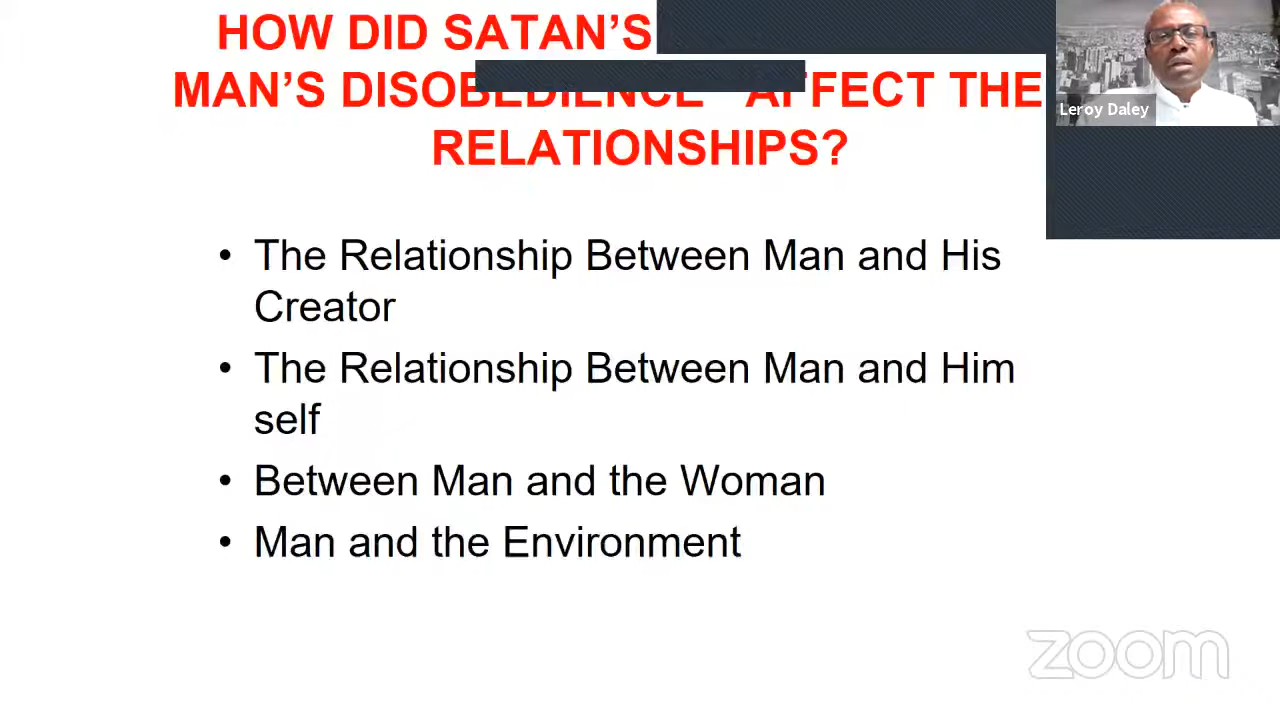 HOW DID SATAN'S
MAN'S DISOBEDIENCE AFFECT THE
RELATIONSHIPS?
• The Relationship Between Man and His
Creator
• The Relationship Between Man and Him
self
• Between Man and the Woman
• Man and the Environment
Leroy Daley
zoom